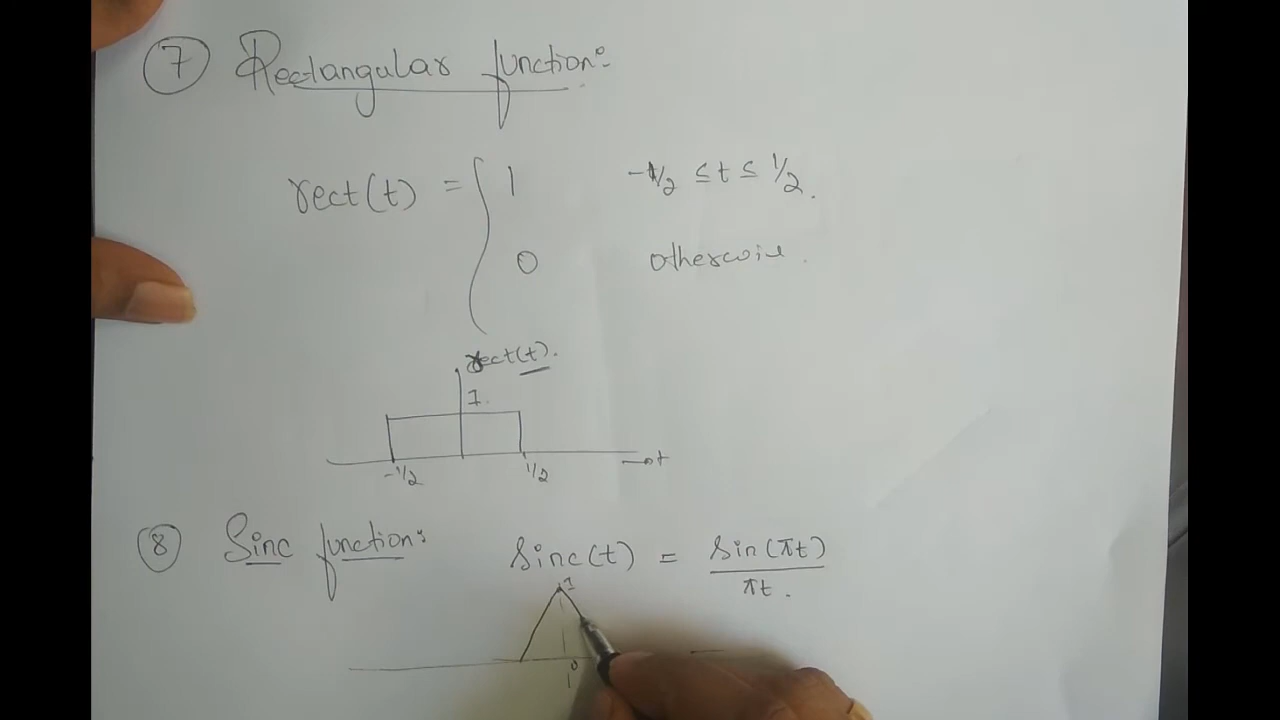 7 Rectangular function:-
rect(t) = { 1 -1/2 ≤ t ≤ 1/2.
0 otherwise.
rect(t).
1.
-1/2 1/2 → t
8 Sinc function: Sinc(t) = Sin(πt)/πt.
1
0